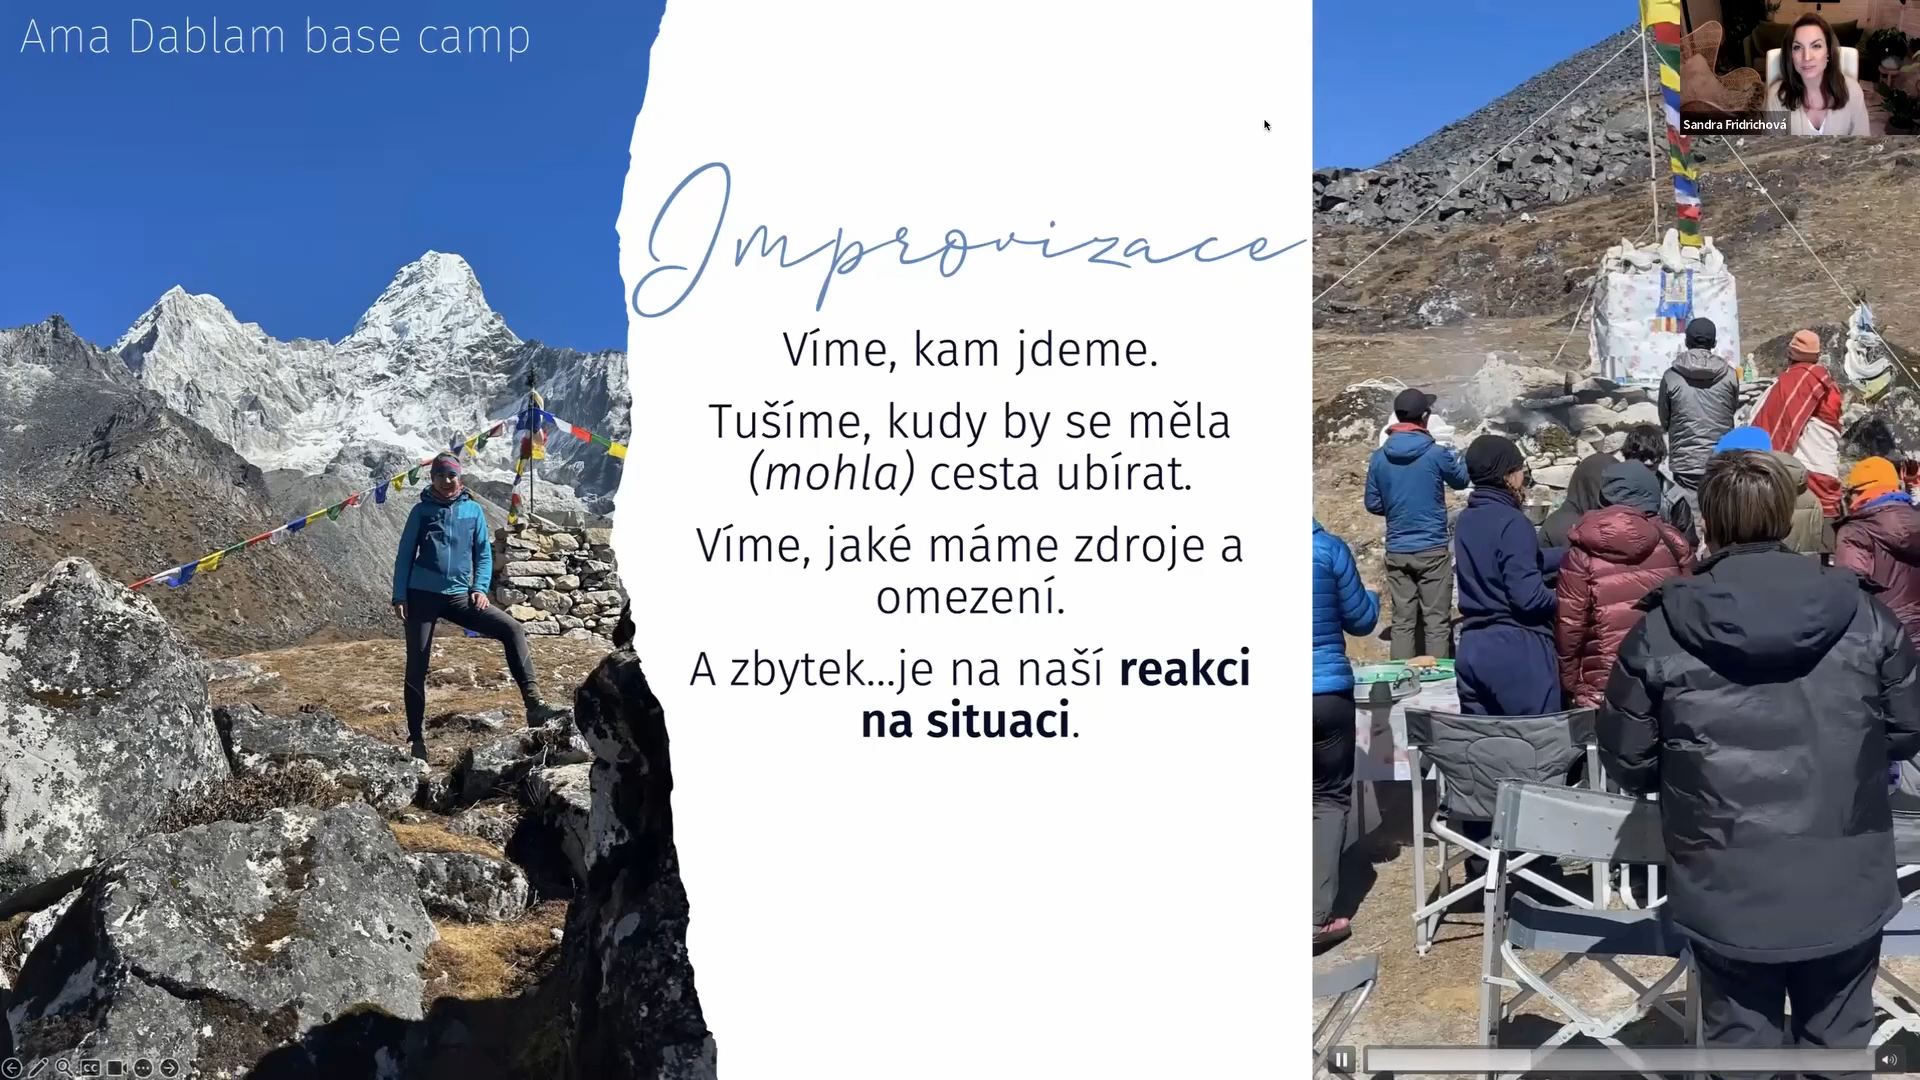 Ama Dablam base camp
Sandra Fridrichová
Improvizace
Víme, kam jdeme.
Tušíme, kudy by se měla
(mohla) cesta ubírat.
Víme, jaké máme zdroje a
omezení.
A zbytek...je na naší reakci
na situaci.
CC